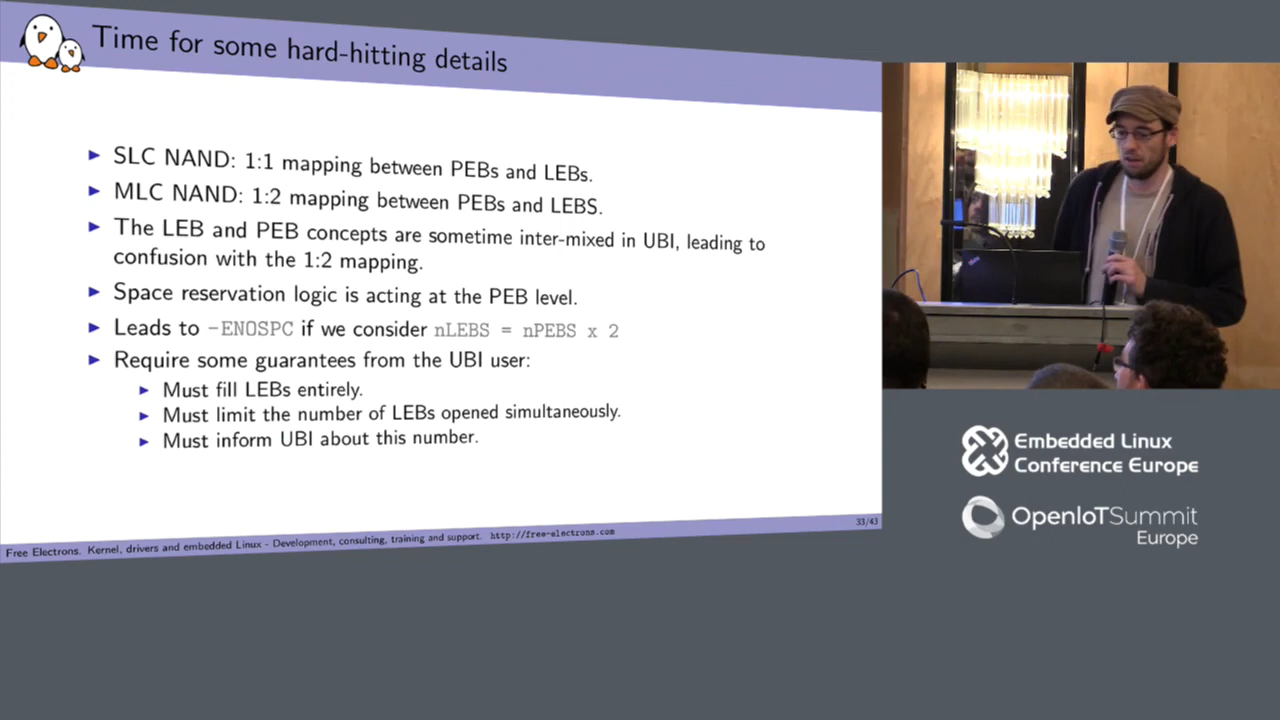 Time for some hard-hitting details
SLC NAND: 1:1 mapping between PEBs and LEBs.
MLC NAND: 1:2 mapping between PEBs and LEBS.
The LEB and PEB concepts are sometime inter-mixed in UBI, leading to
confusion with the 1:2 mapping.
Space reservation logic is acting at the PEB level.
Leads to -ENOSPC if we consider nLEBS = nPEBS x 2
Require some guarantees from the UBI user:
Must fill LEBs entirely.
Must limit the number of LEBs opened simultaneously.
Must inform UBI about this number.
33/43
Free Electrons. Kernel, drivers and embedded Linux - Development, consulting, training and support. http://free-electrons.com
Embedded Linux
Conference Europe
OpenIoTSummit
Europe